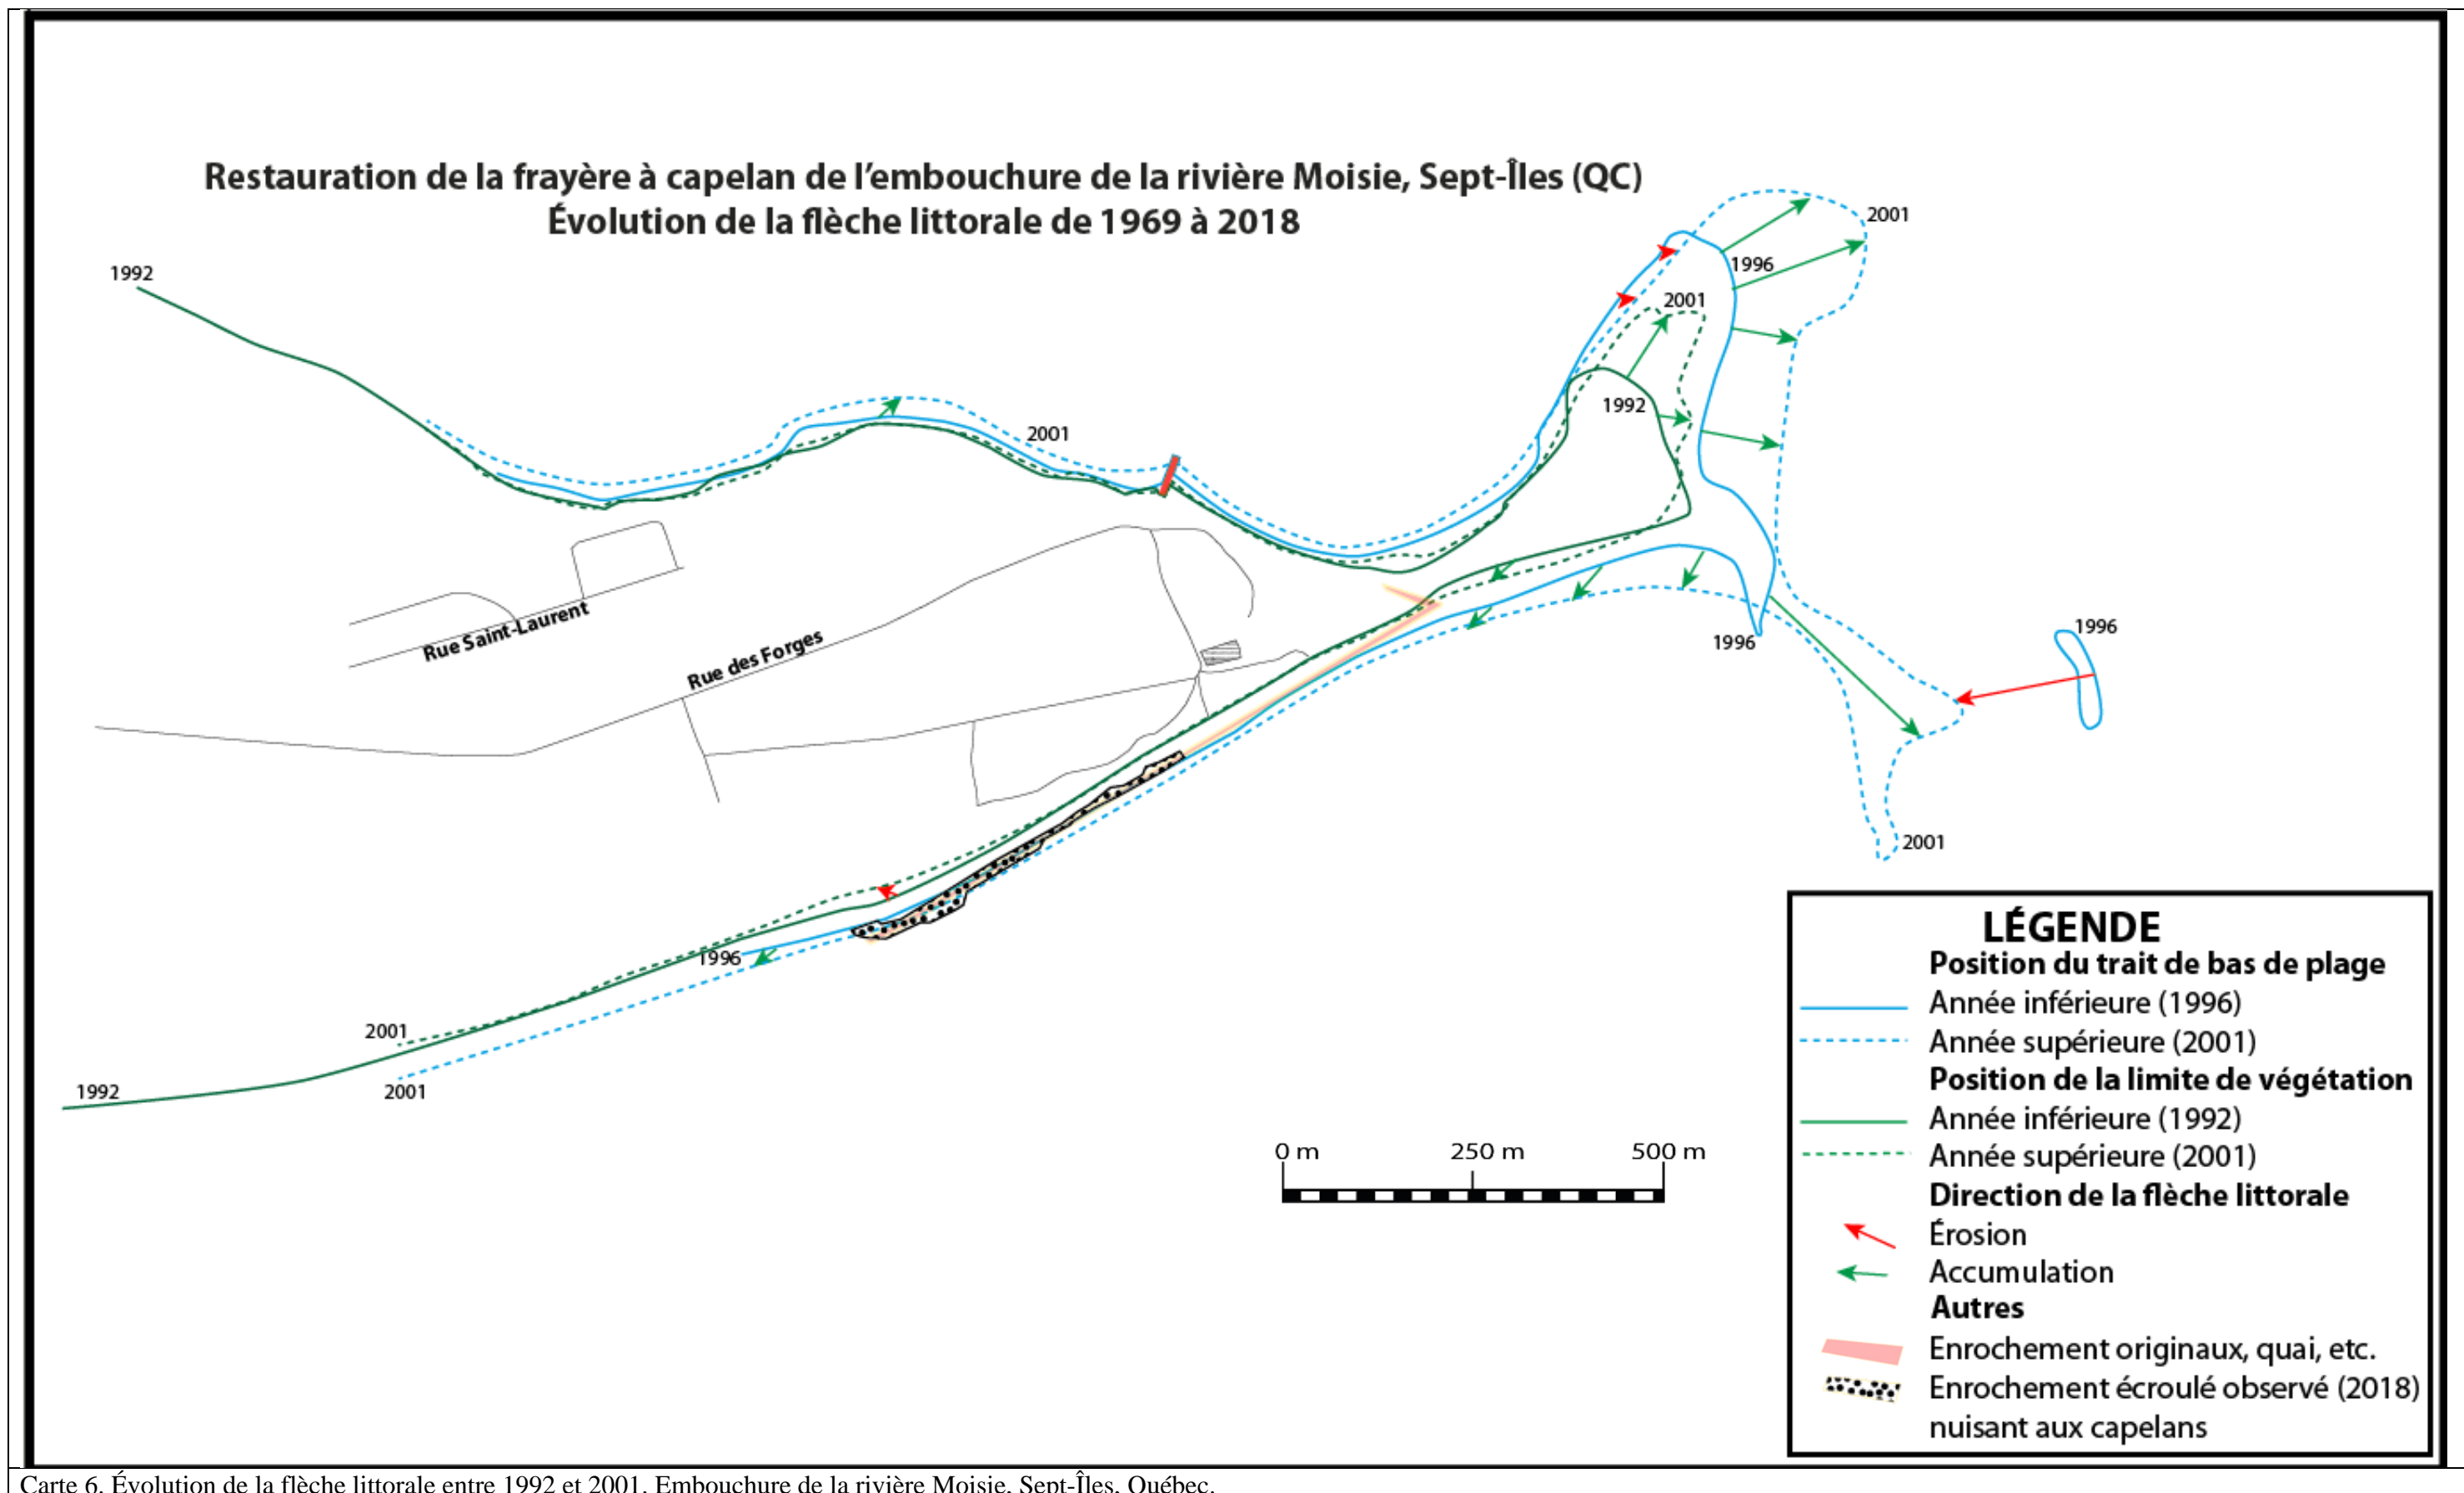 Restauration de la frayère à capelan de l'embouchure de la rivière Moisie, Sept-Îles (QC)
Évolution de la flèche littorale de 1969 à 2018
1992
2001
1996
2001
1992
2001
1996
1996
2001
Rue Saint-Laurent
Rue des Forges
1996
2001
2001
1992
0 m 250 m 500 m
LÉGENDE
Position du trait de bas de plage
Année inférieure (1996)
Année supérieure (2001)
Position de la limite de végétation
Année inférieure (1992)
Année supérieure (2001)
Direction de la flèche littorale
Érosion
Accumulation
Autres
Enrochement originaux, quai, etc.
Enrochement écroulé observé (2018)
nuisant aux capelans
Carte 6. Évolution de la flèche littorale entre 1992 et 2001. Embouchure de la rivière Moisie, Sept-Îles, Québec.